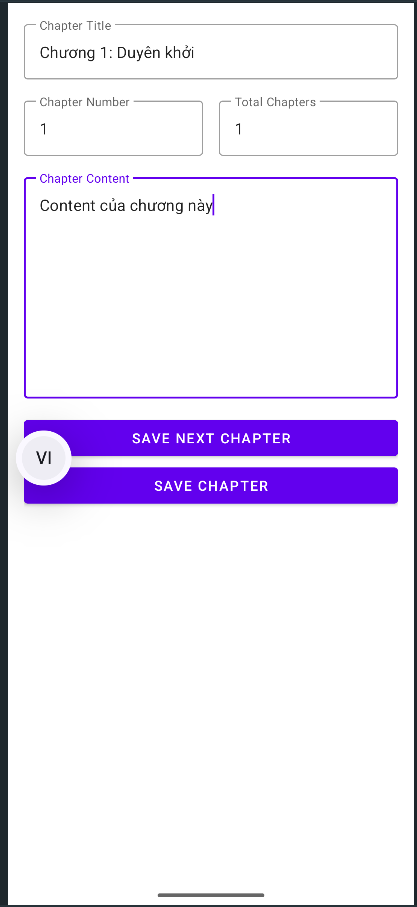 Chapter Title
Chương 1: Duyên khởi
Chapter Number
Total Chapters
1
1
Chapter Content
Content của chương này
SAVE NEXT CHAPTER
VI
SAVE CHAPTER